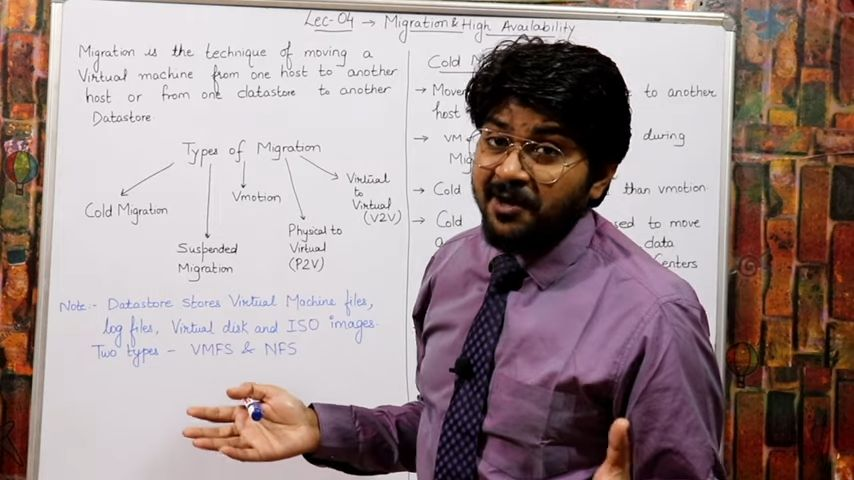 Lec-04 → Migration & High Availability
Migration is the technique of moving a
Virtual machine from one host to another
host or from one datastore to another
Datastore.
Types of Migration
Cold Migration
Suspended
Migration
Vmotion
Physical to
Virtual
(P2V)
Virtual
to
Virtual
(V2V)
Note:- Datastore stores Virtual Machine files,
log files, Virtual disk and ISO images.
Two types - VMFS & NFS
Cold
→ to another
host
→ VM during
→ Cold than vmotion.
→ Cold to move
a data
Centers